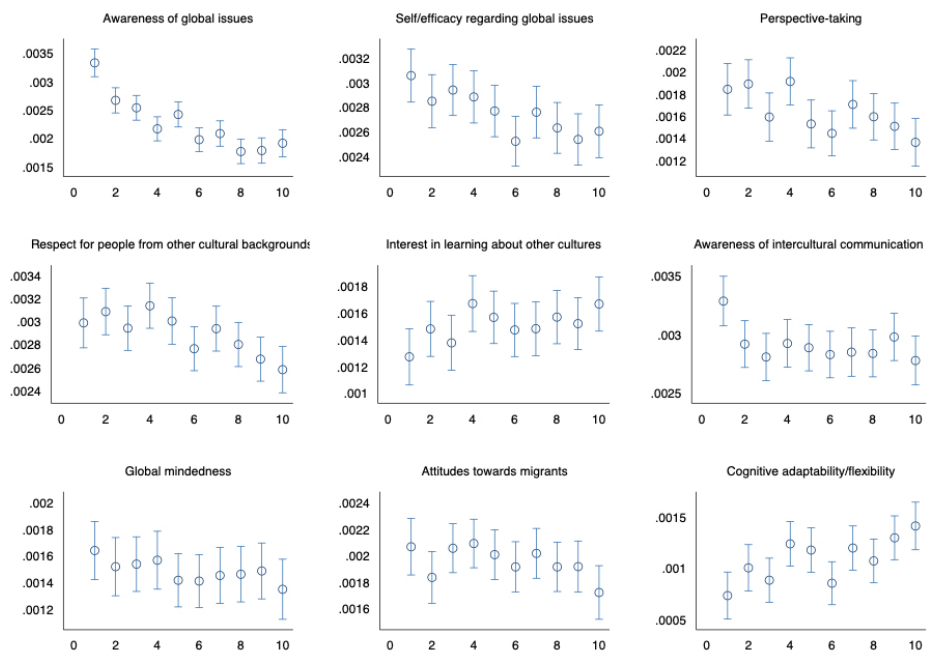 Awareness of global issues
.0035
.003
.0025
.002
.0015
0 2 4 6 8 10
Self/efficacy regarding global issues
.0032
.003
.0028
.0026
.0024
0 2 4 6 8 10
Perspective-taking
.0022
.002
.0018
.0016
.0014
.0012
0 2 4 6 8 10
Respect for people from other cultural backgrounds
.0034
.0032
.003
.0028
.0026
.0024
0 2 4 6 8 10
Interest in learning about other cultures
.0018
.0016
.0014
.0012
.001
0 2 4 6 8 10
Awareness of intercultural communication
.0035
.003
.0025
0 2 4 6 8 10
Global mindedness
.002
.0018
.0016
.0014
.0012
0 2 4 6 8 10
Attitudes towards migrants
.0024
.0022
.002
.0018
.0016
0 2 4 6 8 10
Cognitive adaptability/flexibility
.0015
.001
.0005
0 2 4 6 8 10